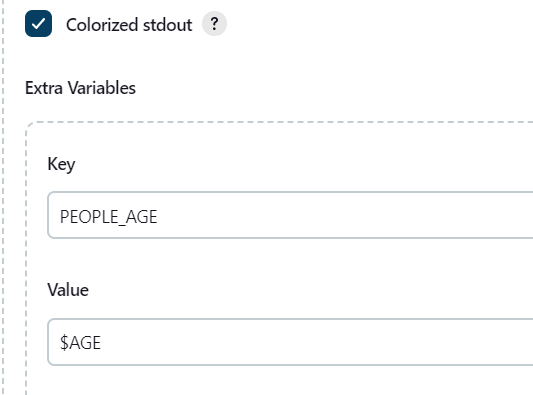 Colorized stdout ?
Extra Variables
Key
PEOPLE_AGE
Value
$AGE